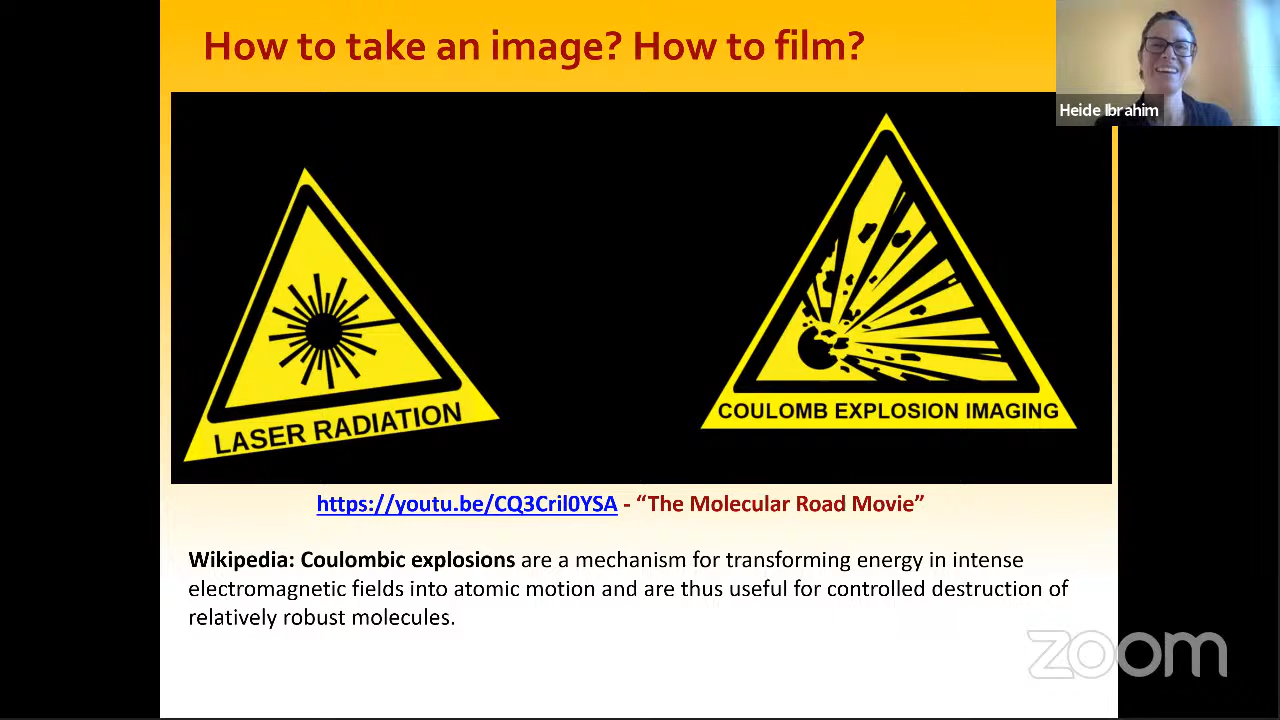 How to take an image? How to film?
Heide Ibrahim
LASER RADIATION
COULOMB EXPLOSION IMAGING
https://youtu.be/CQ3Cril0YSA - “The Molecular Road Movie”
Wikipedia: Coulombic explosions are a mechanism for transforming energy in intense
electromagnetic fields into atomic motion and are thus useful for controlled destruction of
relatively robust molecules.
zoom